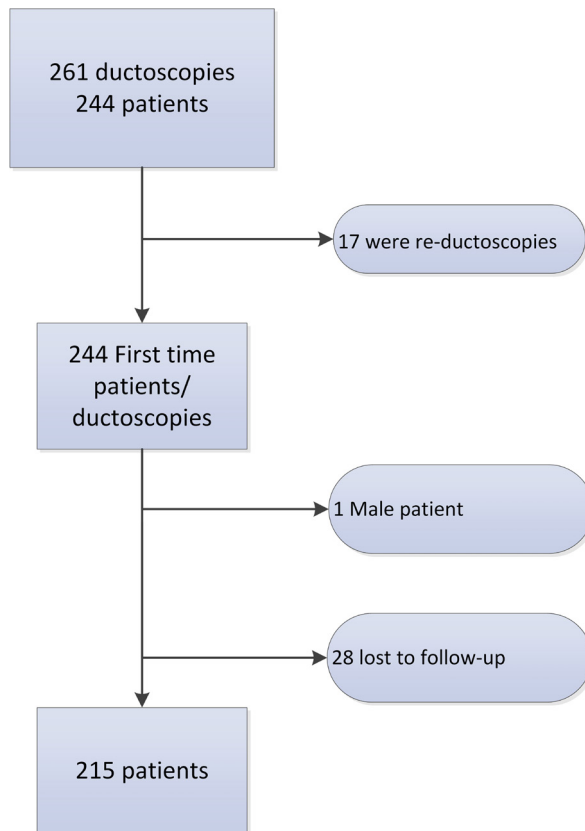 261 ductoscopies
244 patients
17 were re-ductoscopies
244 First time
patients/
ductoscopies
1 Male patient
28 lost to follow-up
215 patients